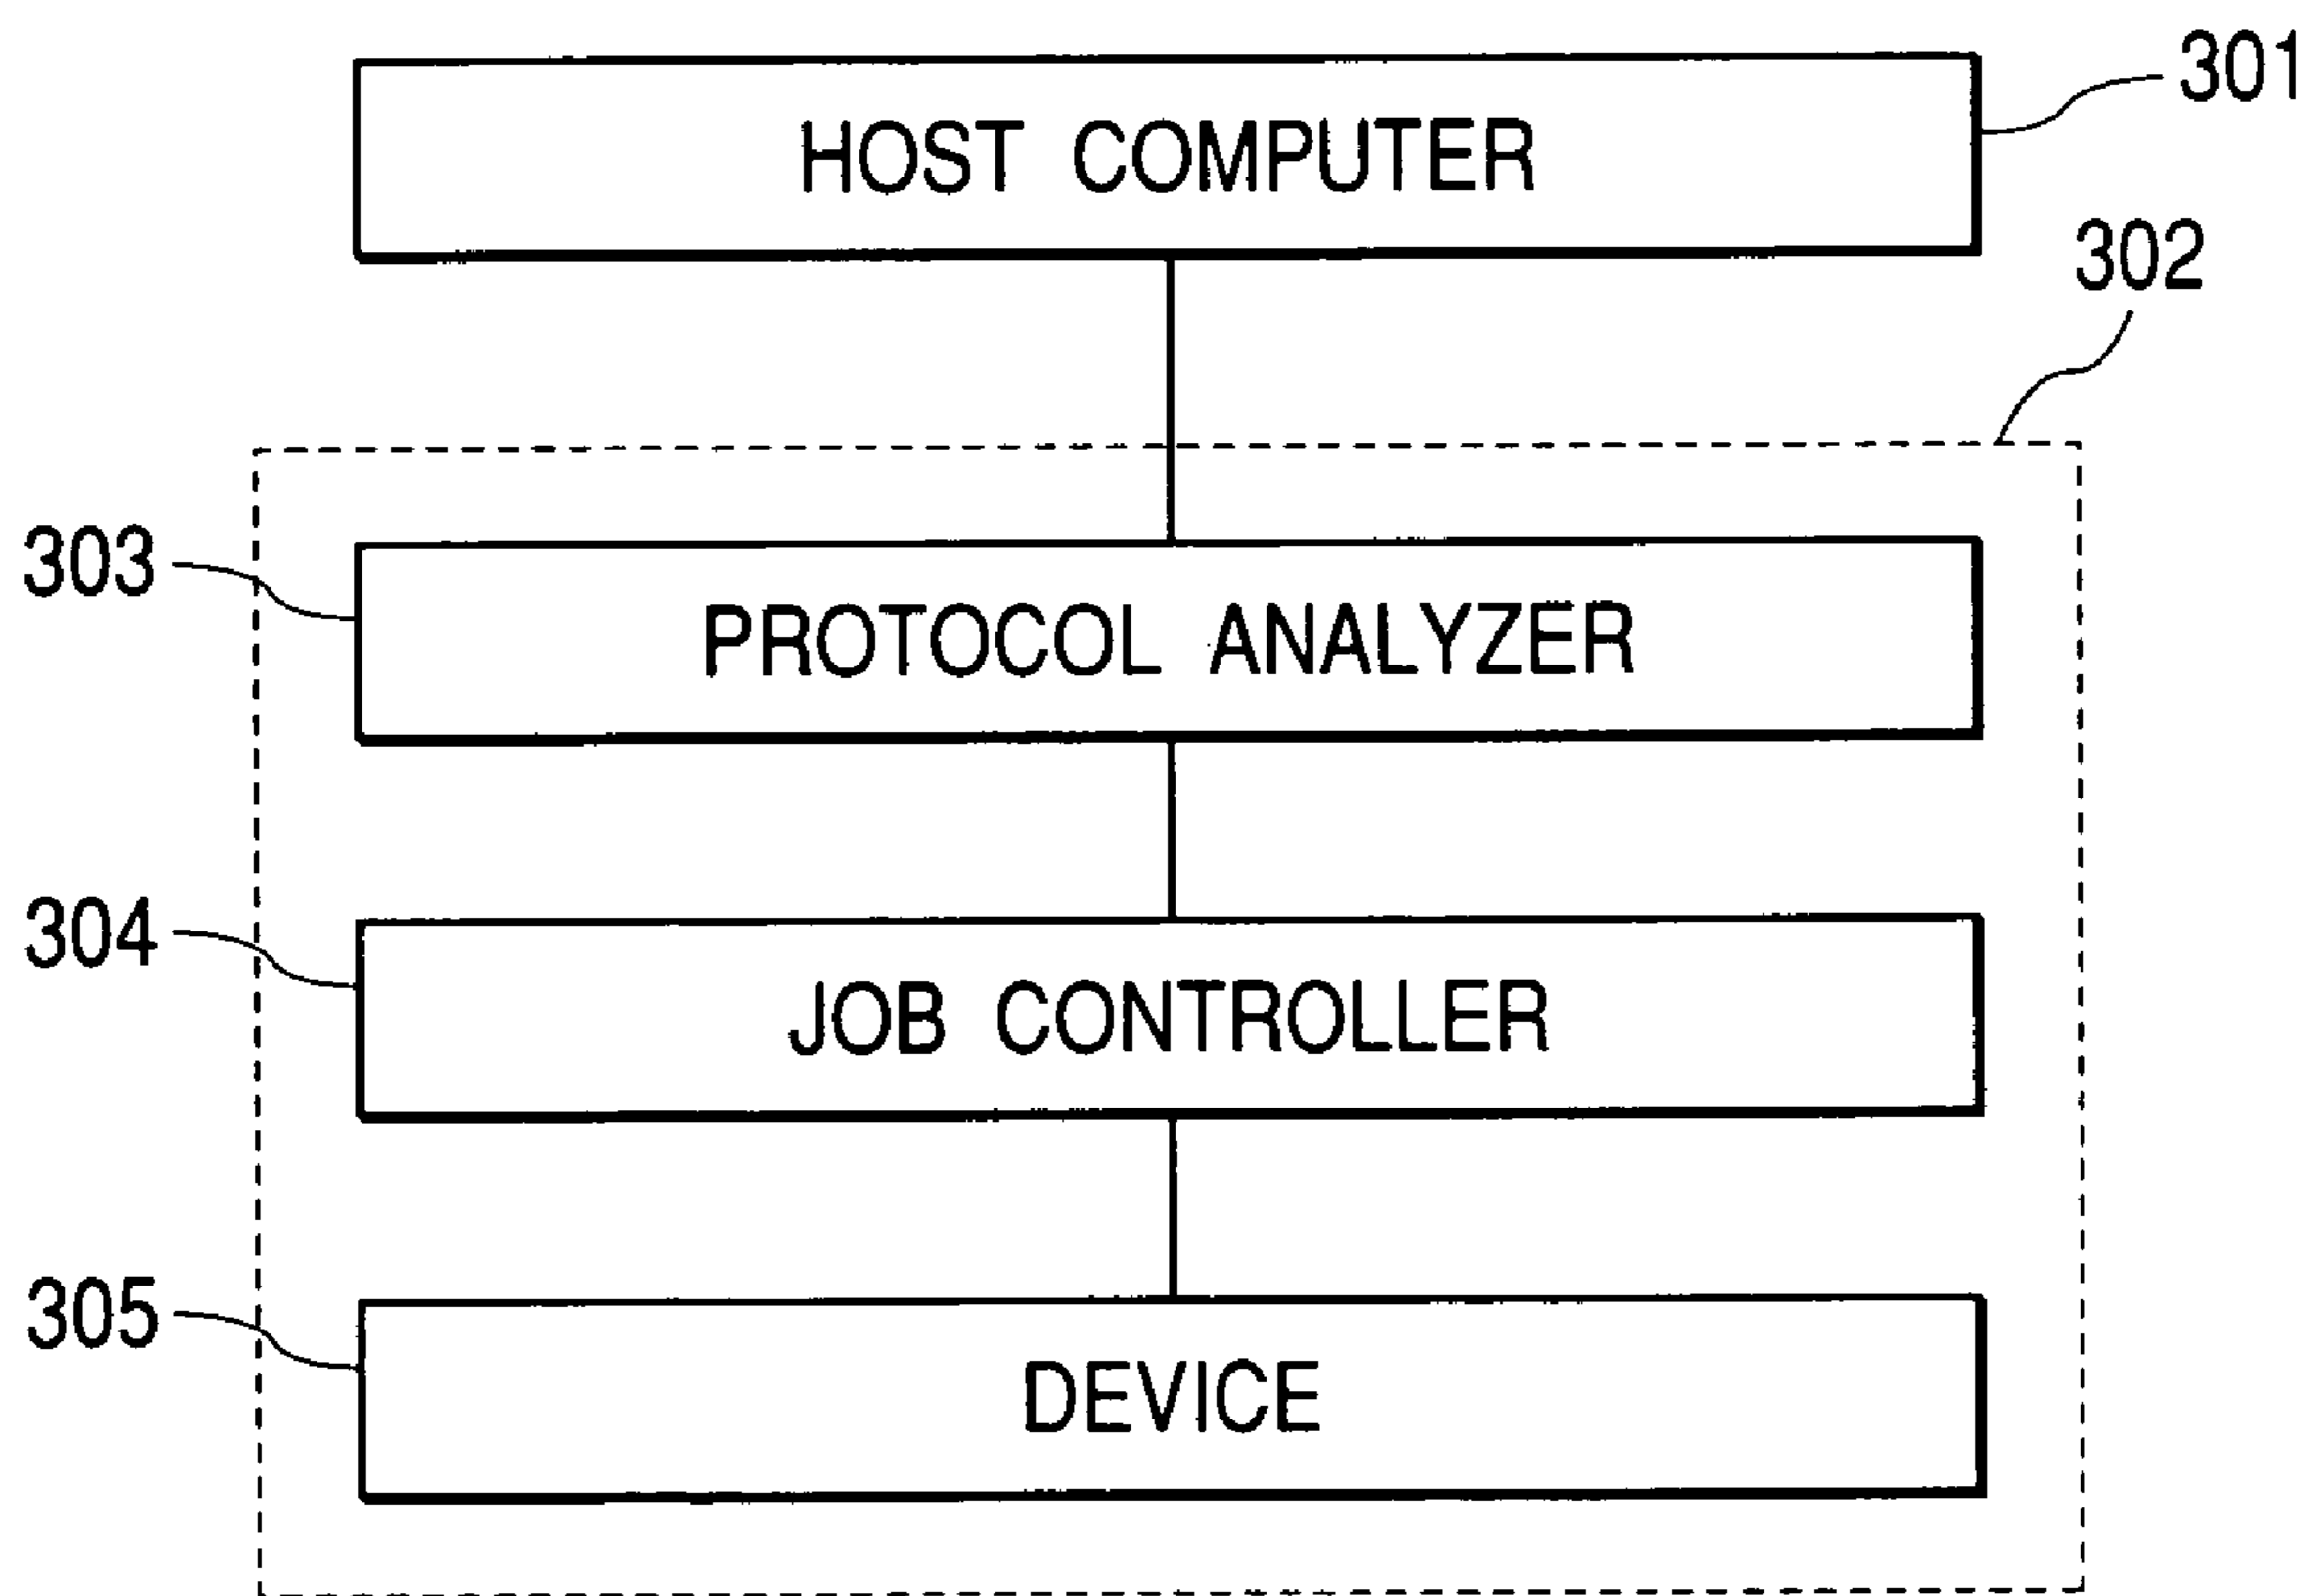 301
HOST COMPUTER
302
303
PROTOCOL ANALYZER
304
JOB CONTROLLER
305
DEVICE